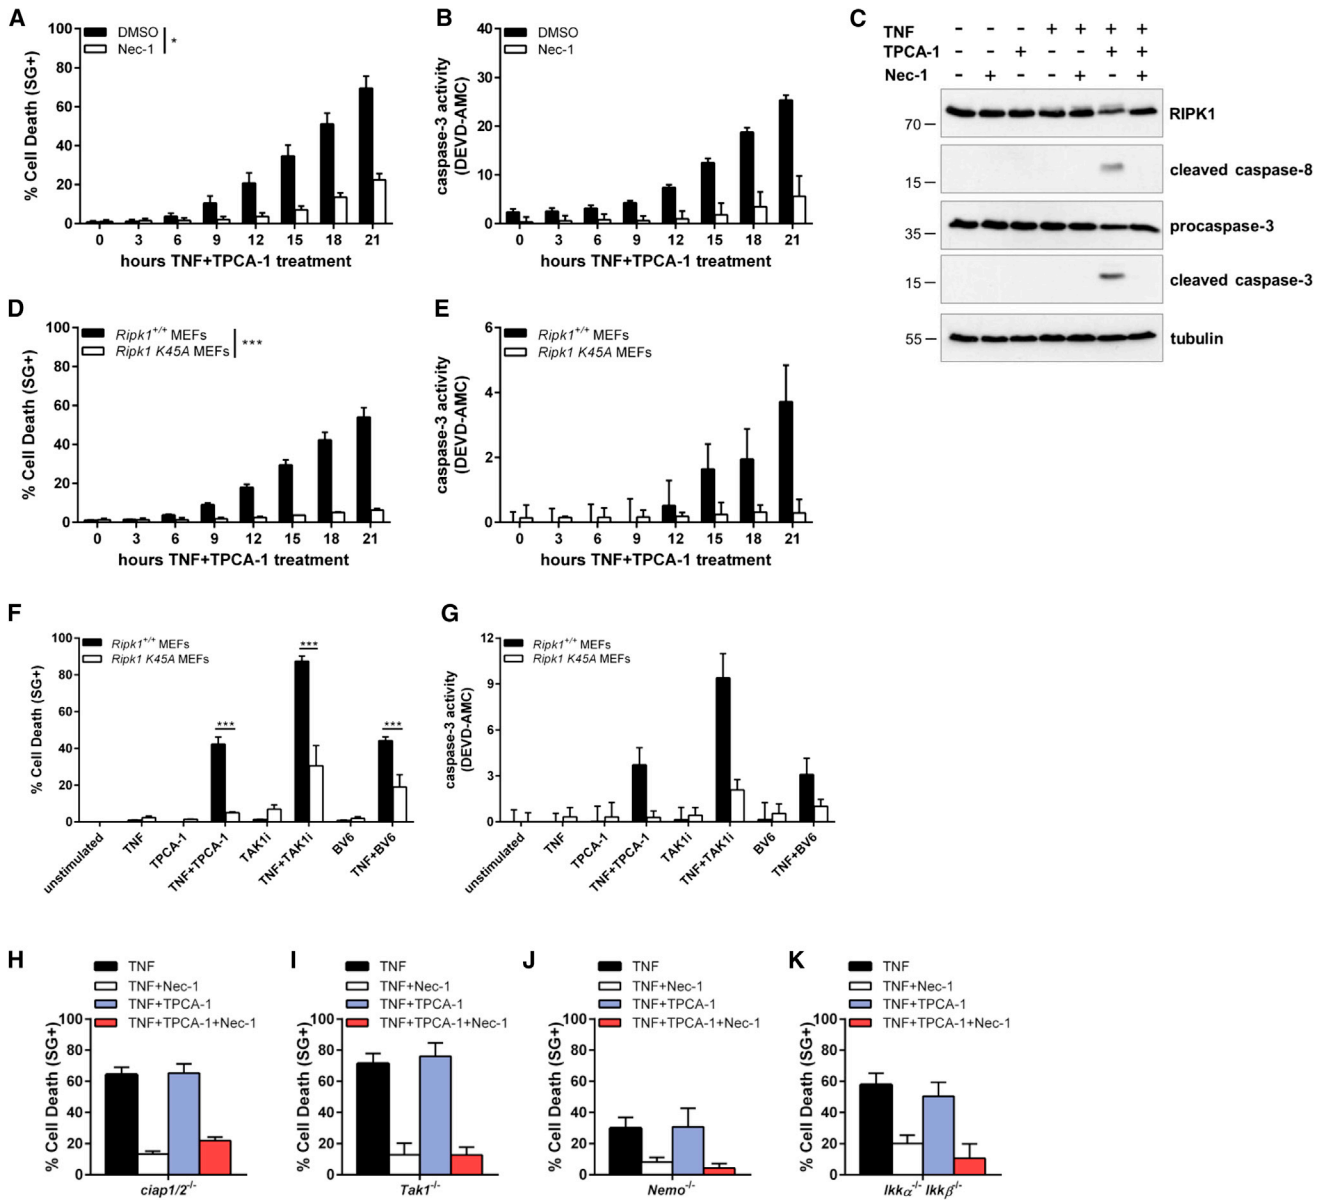 A
100
80
60
40
20
0
% Cell Death (SG+)
DMSO
Nec-1
*
0 3 6 9 12 15 18 21
hours TNF+TPCA-1 treatment
B
40
30
20
10
0
caspase-3 activity
(DEVD-AMC)
DMSO
Nec-1
0 3 6 9 12 15 18 21
hours TNF+TPCA-1 treatment
C
TNF - - - + + + +
TPCA-1 - - + - - + +
Nec-1 - + - - + - +
70
RIPK1
15
cleaved caspase-8
35
procaspase-3
15
cleaved caspase-3
55
tubulin
D
100
80
60
40
20
0
% Cell Death (SG+)
Ripk1+/+ MEFs
Ripk1 K45A MEFs
***
0 3 6 9 12 15 18 21
hours TNF+TPCA-1 treatment
E
6
4
2
0
caspase-3 activity
(DEVD-AMC)
Ripk1+/+ MEFs
Ripk1 K45A MEFs
0 3 6 9 12 15 18 21
hours TNF+TPCA-1 treatment
F
100
80
60
40
20
0
% Cell Death (SG+)
Ripk1+/+ MEFs
Ripk1 K45A MEFs
***
***
***
unstimulated
TNF
TPCA-1
TNF+TPCA-1
TAK1i
TNF+TAK1i
BV6
TNF+BV6
G
12
9
6
3
0
caspase-3 activity
(DEVD-AMC)
Ripk1+/+ MEFs
Ripk1 K45A MEFs
unstimulated
TNF
TPCA-1
TNF+TPCA-1
TAK1i
TNF+TAK1i
BV6
TNF+BV6
H
TNF
TNF+Nec-1
TNF+TPCA-1
TNF+TPCA-1+Nec-1
100
80
60
40
20
0
% Cell Death (SG+)
ciap1/2-/-
I
TNF
TNF+Nec-1
TNF+TPCA-1
TNF+TPCA-1+Nec-1
100
80
60
40
20
0
% Cell Death (SG+)
Tak1-/-
J
TNF
TNF+Nec-1
TNF+TPCA-1
TNF+TPCA-1+Nec-1
100
80
60
40
20
0
% Cell Death (SG+)
Nemo-/-
K
TNF
TNF+Nec-1
TNF+TPCA-1
TNF+TPCA-1+Nec-1
100
80
60
40
20
0
% Cell Death (SG+)
Ikkα-/- Ikkβ-/-